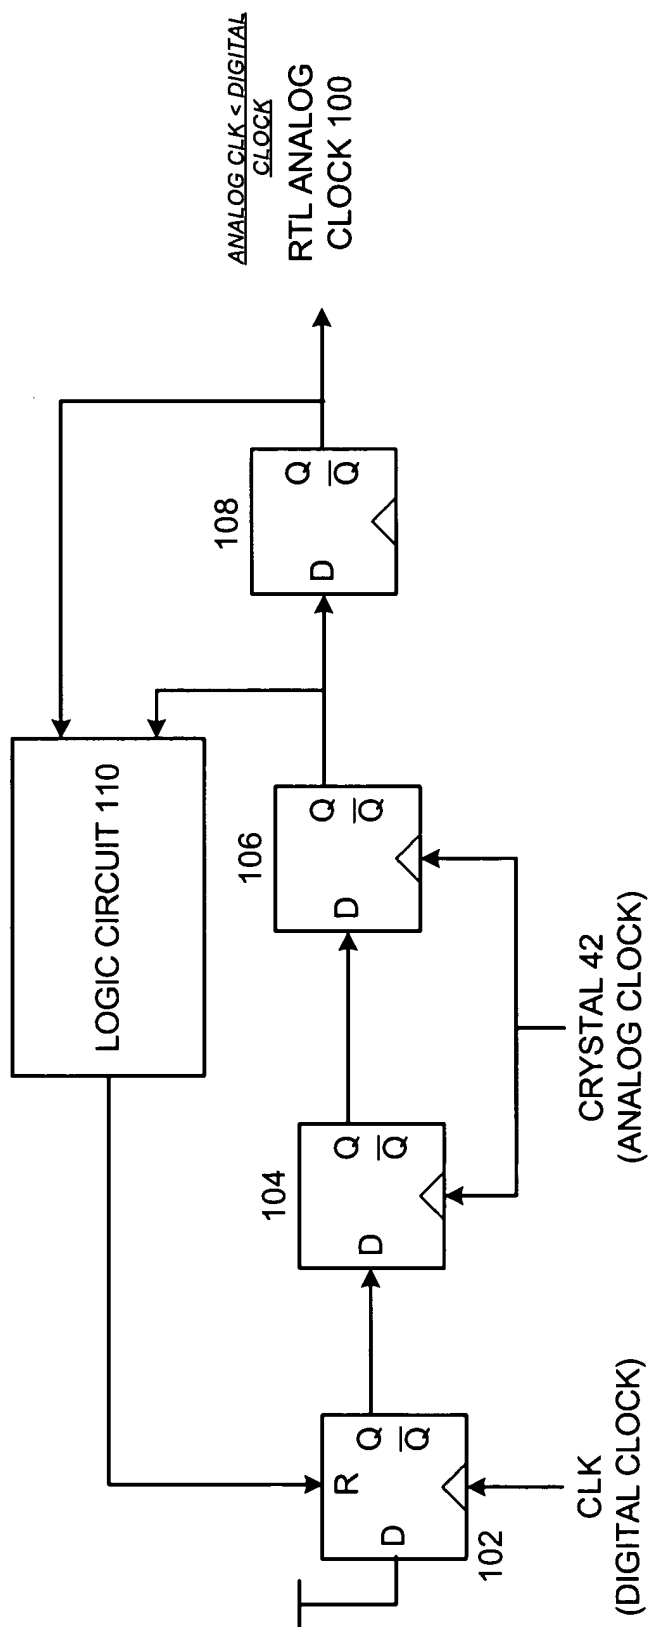 ANALOG CLK < DIGITAL
CLOCK
RTL ANALOG
CLOCK 100
LOGIC CIRCUIT 110
108
D
Q
Q
106
D
Q
Q
104
D
Q
Q
R
D
Q
Q
102
CRYSTAL 42
(ANALOG CLOCK)
CLK
(DIGITAL CLOCK)